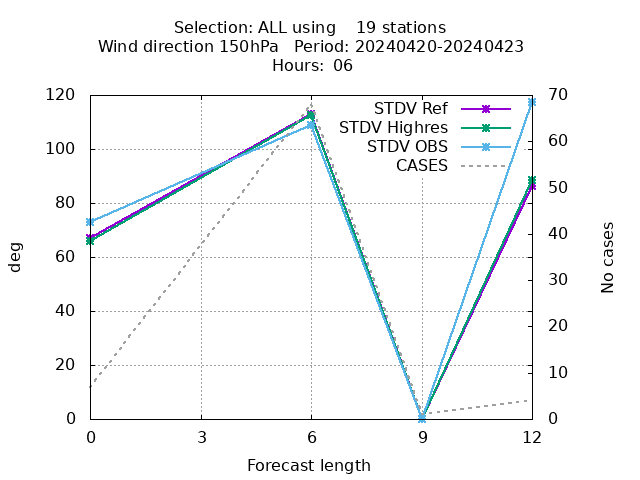 Selection: ALL using    19 stations
Wind direction 150hPa   Period: 20240420-20240423
Hours:  06
STDV Ref
STDV Highres
STDV OBS
CASES
120
100
80
60
40
20
0
70
60
50
40
30
20
10
0
deg
No cases
0 3 6 9 12
Forecast length